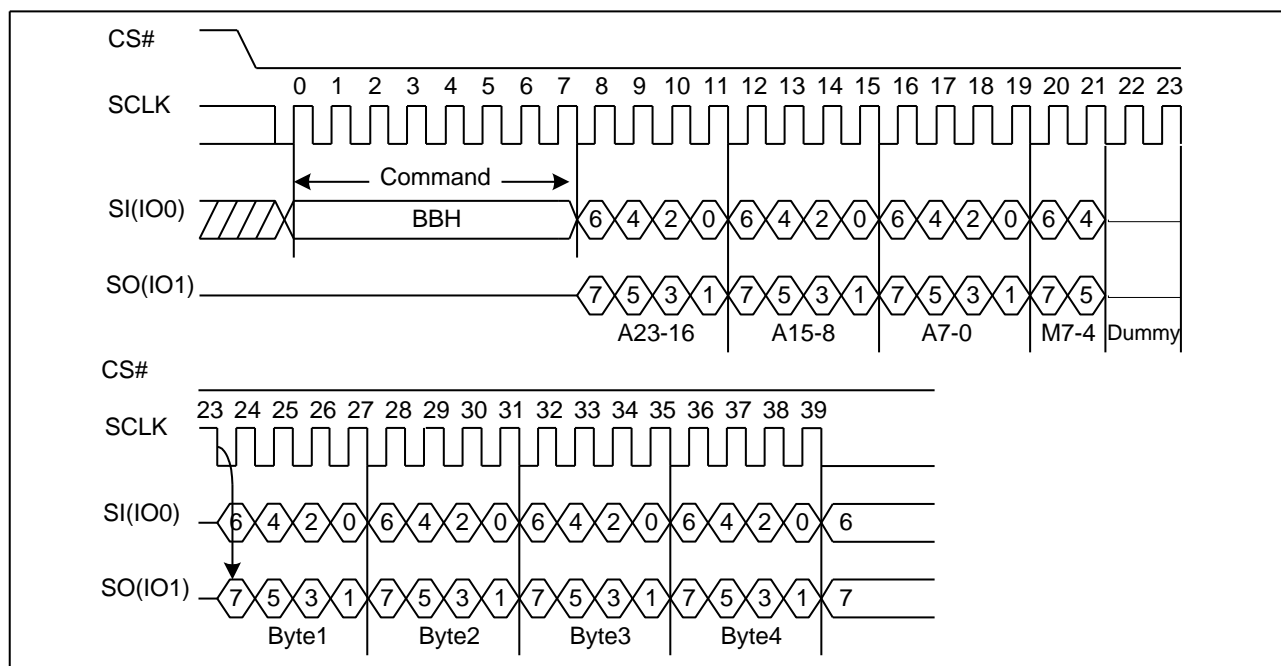 CS#
0 1 2 3 4 5 6 7 8 9 10 11 12 13 14 15 16 17 18 19 20 21 22 23
SCLK
Command
SI(IO0) BBH 6 4 2 0 6 4 2 0 6 4 2 0 6 4
SO(IO1) 7 5 3 1 7 5 3 1 7 5 3 1 7 5
A23-16 A15-8 A7-0 M7-4 Dummy
CS#
23 24 25 26 27 28 29 30 31 32 33 34 35 36 37 38 39
SCLK
SI(IO0) 6 4 2 0 6 4 2 0 6 4 2 0 6 4 2 0 6
SO(IO1) 7 5 3 1 7 5 3 1 7 5 3 1 7 5 3 1 7
Byte1 Byte2 Byte3 Byte4